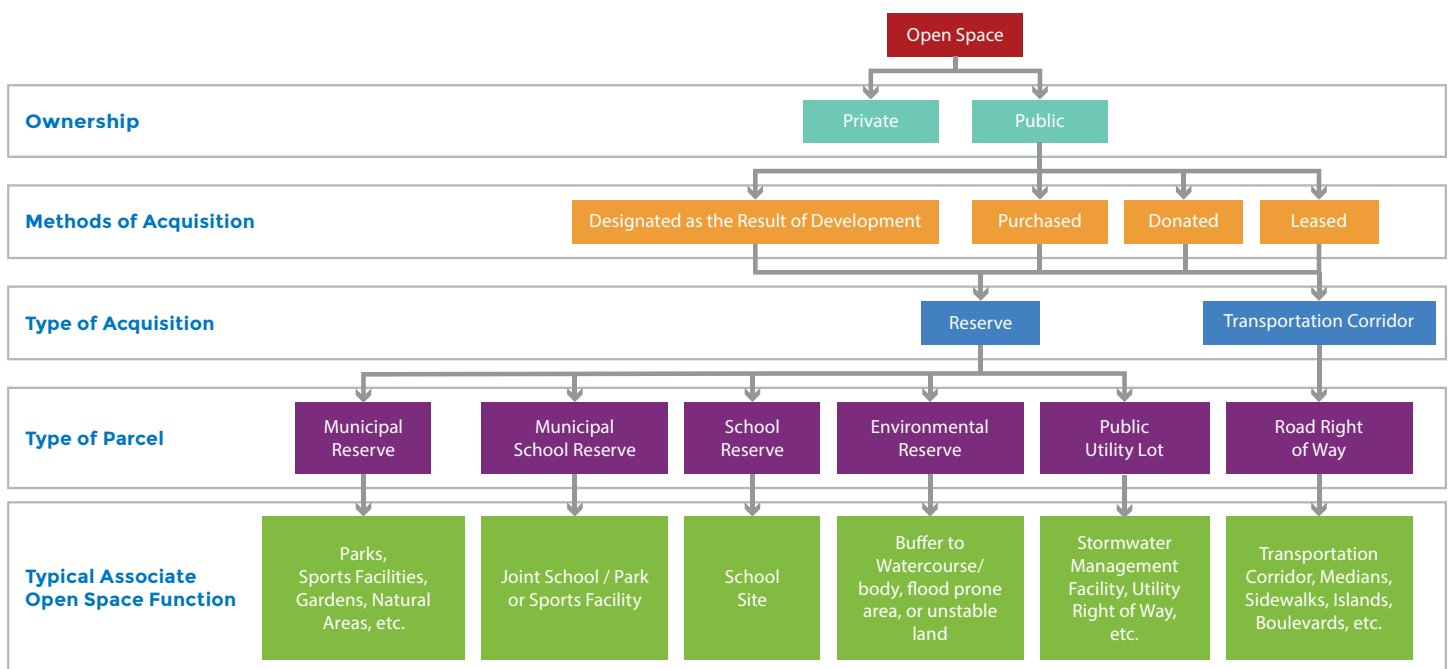 Open Space
Ownership
Private
Public
Methods of Acquisition
Designated as the Result of Development
Purchased
Donated
Leased
Type of Acquisition
Reserve
Transportation Corridor
Type of Parcel
Municipal
Reserve
Municipal
School Reserve
School
Reserve
Environmental
Reserve
Public
Utility Lot
Road Right
of Way
Typical Associate
Open Space Function
Parks,
Sports Facilities,
Gardens, Natural
Areas, etc.
Joint School / Park
or Sports Facility
School
Site
Buffer to
Watercourse/
body, flood prone
area, or unstable
land
Stormwater
Management
Facility, Utility
Right of Way,
etc.
Transportation
Corridor, Medians,
Sidewalks, Islands,
Boulevards, etc.